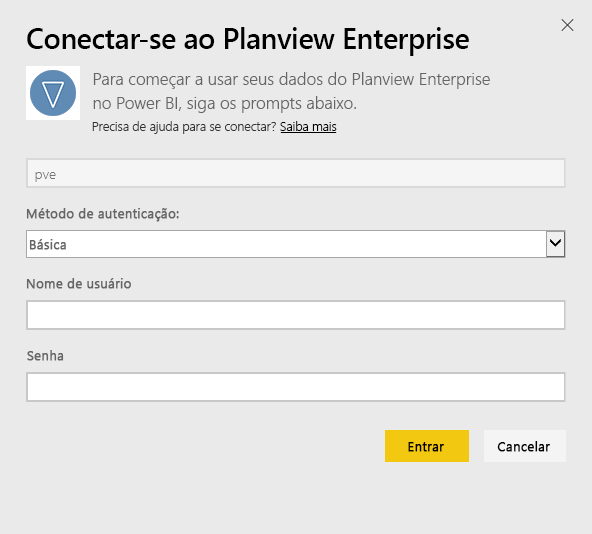 Conectar-se ao Planview Enterprise
Para começar a usar seus dados do Planview Enterprise
no Power BI, siga os prompts abaixo.
Precisa de ajuda para se conectar? Saiba mais
pve
Método de autenticação:
Básica
Nome de usuário
Senha
Entrar
Cancelar